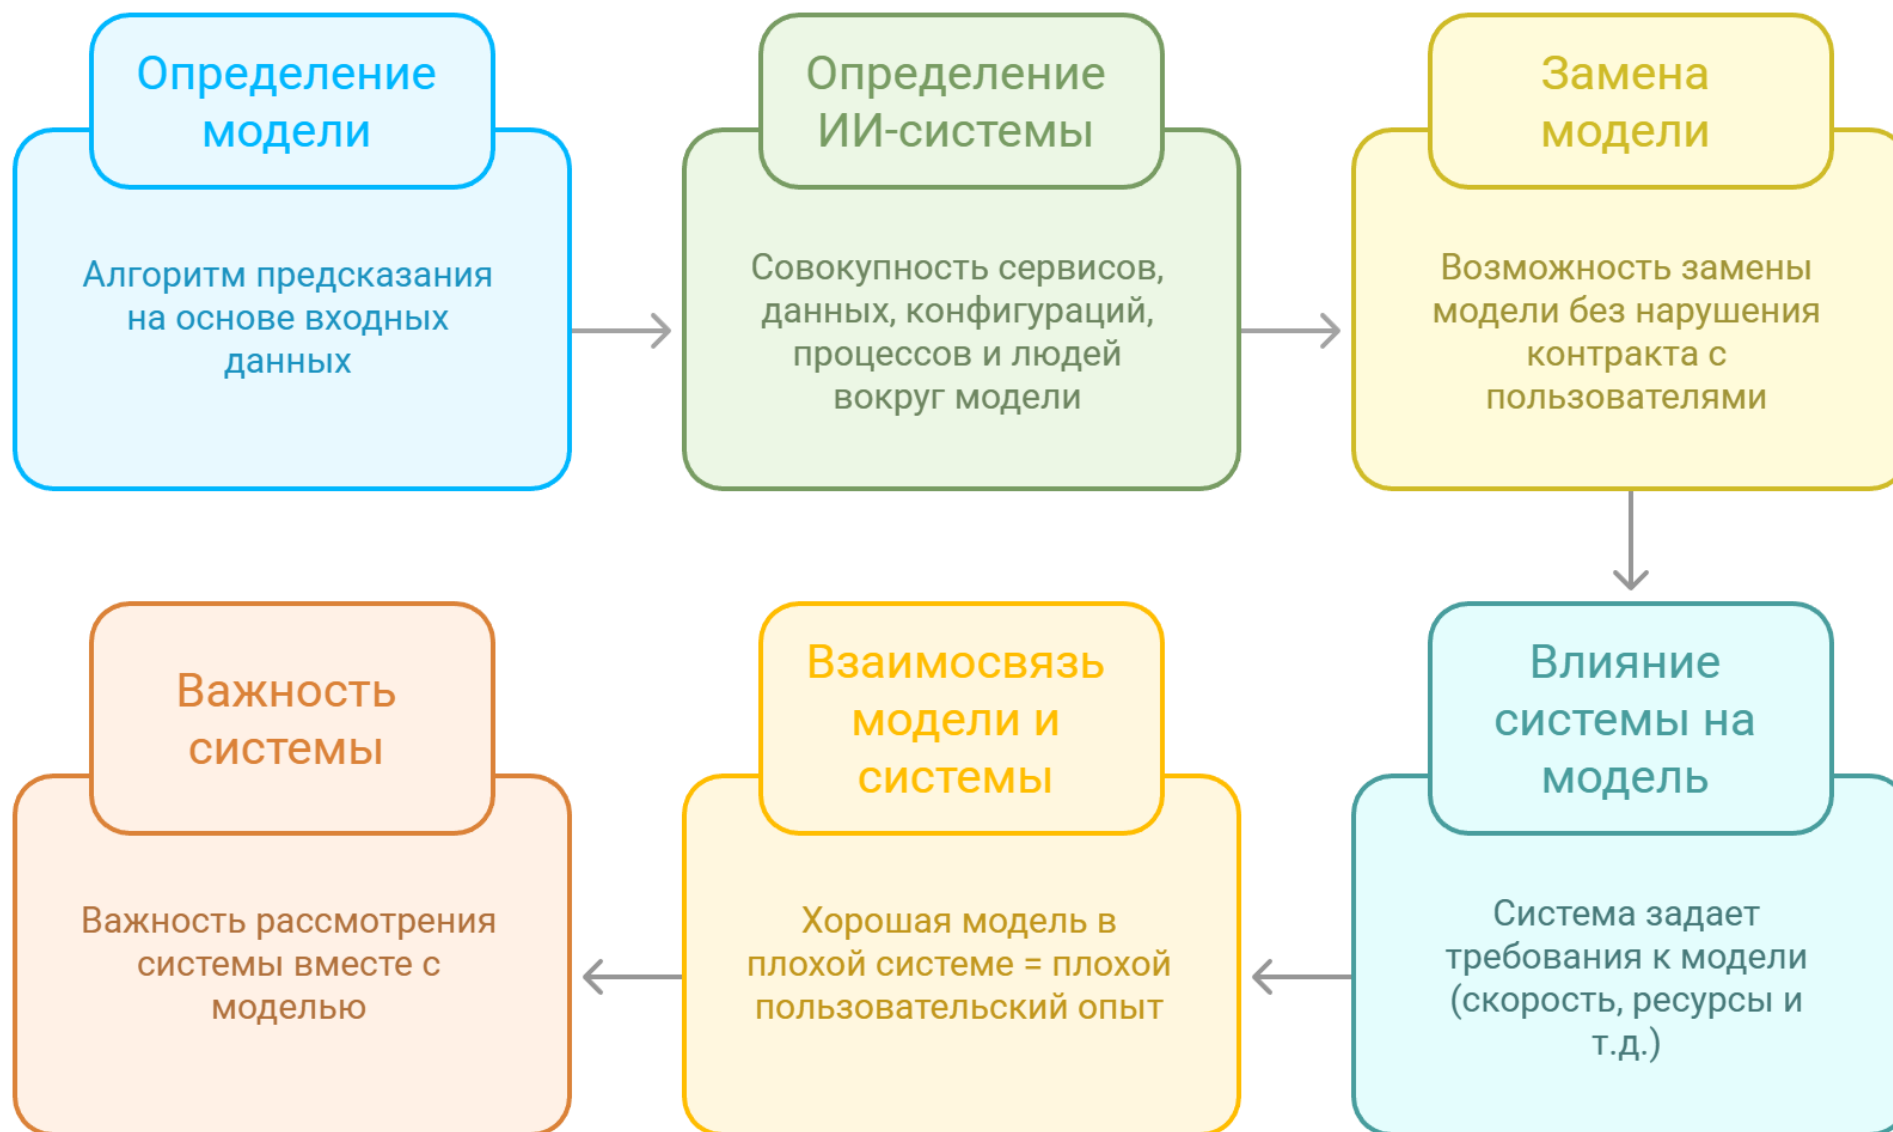 Определение
модели
Алгоритм предсказания
на основе входных
данных
Определение
ИИ-системы
Совокупность сервисов,
данных, конфигураций,
процессов и людей
вокруг модели
Замена
модели
Возможность замены
модели без нарушения
контракта с
пользователями
Влияние
системы на
модель
Система задает
требования к модели
(скорость, ресурсы и
т.д.)
Взаимосвязь
модели и
системы
Хорошая модель в
плохой системе = плохой
пользовательский опыт
Важность
системы
Важность рассмотрения
системы вместе с
моделью